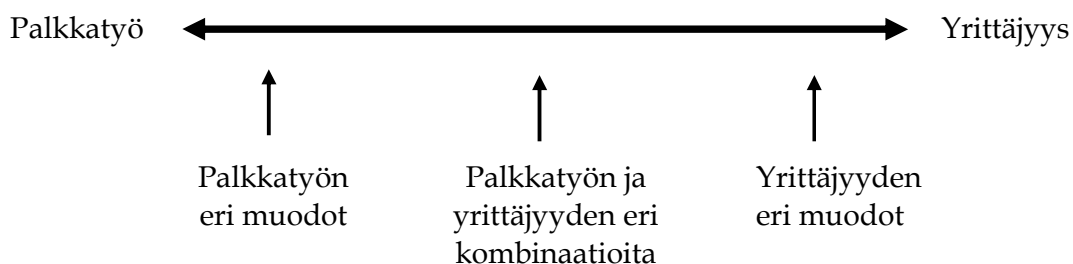 Palkkatyö
Yrittäjyys
Palkkatyön
eri muodot
Palkkatyön ja
yrittäjyyden eri
kombinaatioita
Yrittäjyyden
eri muodot